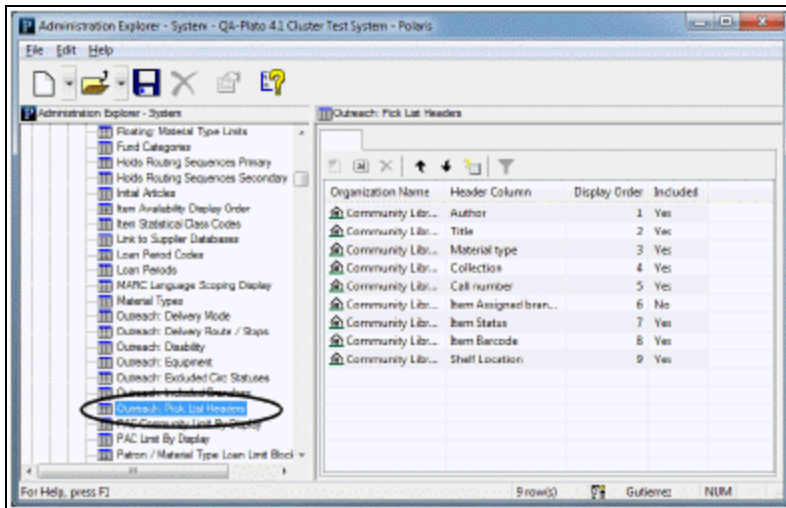 Administration Explorer - System - QA-Plato 4.1 Cluster Test System - Polaris
File Edit Help
Administration Explorer - System
Floating: Material Type Limits
Fund Categories
Holds Routing Sequences Primary
Holds Routing Sequences Secondary
Initial Articles
Item Availability Display Order
Item Statistical Class Codes
Link to Supplier Databases
Loan Period Codes
Loan Periods
MARC Language Scoping Display
Material Types
Outreach: Delivery Mode
Outreach: Delivery Route / Stops
Outreach: Disability
Outreach: Equipment
Outreach: Excluded Circ Statuses
Outreach: Included Branches
Outreach: Pick List Headers
PAC Community Limit By Display
PAC Limit By Display
Patron / Material Type Loan Limit Block
Outreach: Pick List Headers
Organization Name Header Column Display Order Included
Community Libr... Author 1 Yes
Community Libr... Title 2 Yes
Community Libr... Material type 3 Yes
Community Libr... Collection 4 Yes
Community Libr... Call number 5 Yes
Community Libr... Item Assigned bran... 6 No
Community Libr... Item Status 7 Yes
Community Libr... Item Barcode 8 Yes
Community Libr... Shelf Location 9 Yes
For Help, press F1 9 row(s) Gutierrez NUM